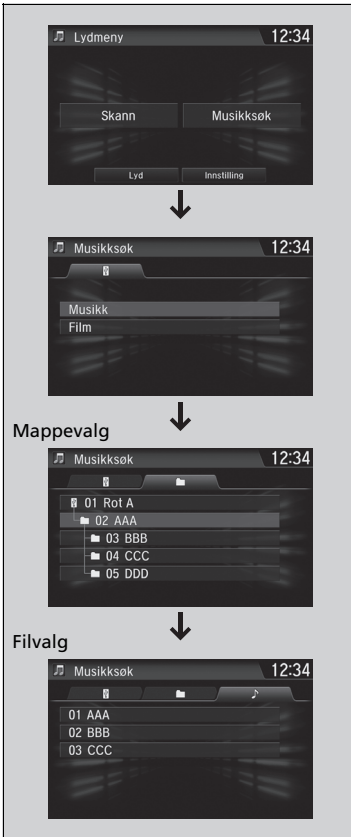 Lydmeny 12:34
Skann Musikksøk
Lyd Innstilling
Musikksøk 12:34
Musikk
Film
Mappevalg
Musikksøk 12:34
01 Rot A
02 AAA
03 BBB
04 CCC
05 DDD
Filvalg
Musikksøk 12:34
01 AAA
02 BBB
03 CCC